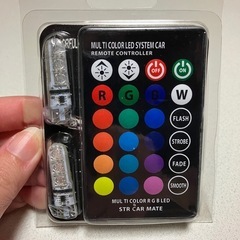 MULTI COLOR LED SYSTEM CAR
REMOTE CONTROLLER
OFF
ON
R
G
B
W
FLASH
STROBE
FADE
SMOOTH
MULTI COLOR R G B LED
STR CAR MATE